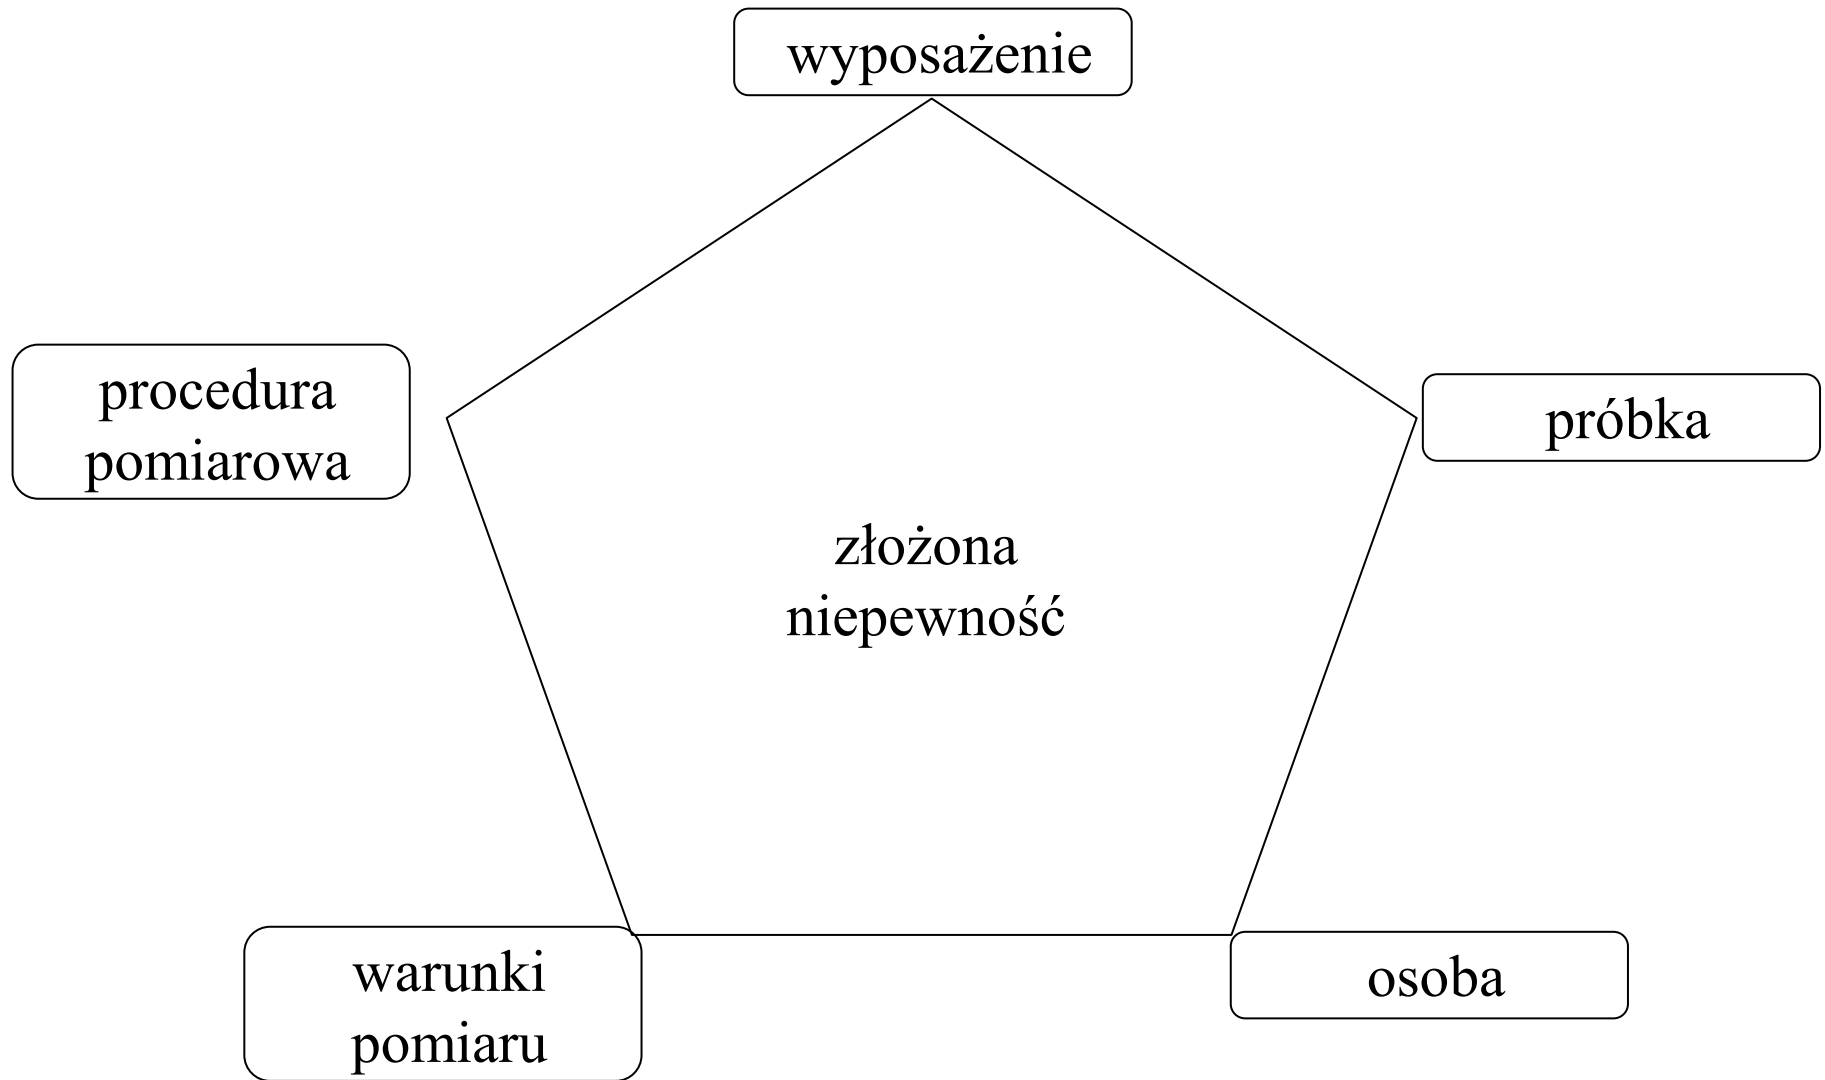 wyposażenie
procedura
pomiarowa
próbka
złożona
niepewność
warunki
pomiaru
osoba